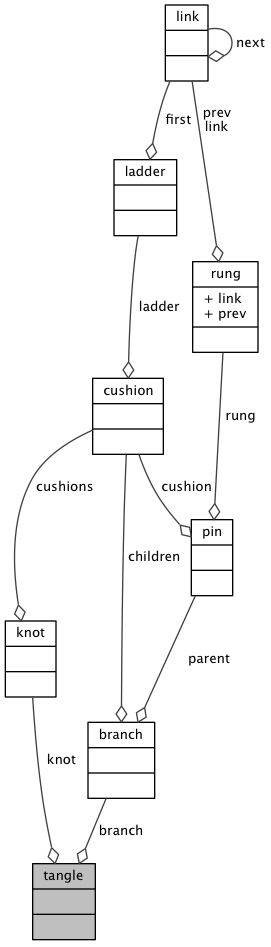 link
next
first
prev
link
ladder
rung
+ link
+ prev
ladder
rung
cushion
cushions
cushion
pin
children
knot
parent
branch
knot
branch
tangle